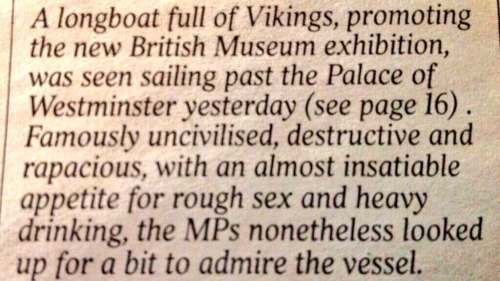 A longboat full of Vikings, promoting
the new British Museum exhibition,
was seen sailing past the Palace of
Westminster yesterday (see page 16) .
Famously uncivilised, destructive and
rapacious, with an almost insatiable
appetite for rough sex and heavy
drinking, the MPs nonetheless looked
up for a bit to admire the vessel.